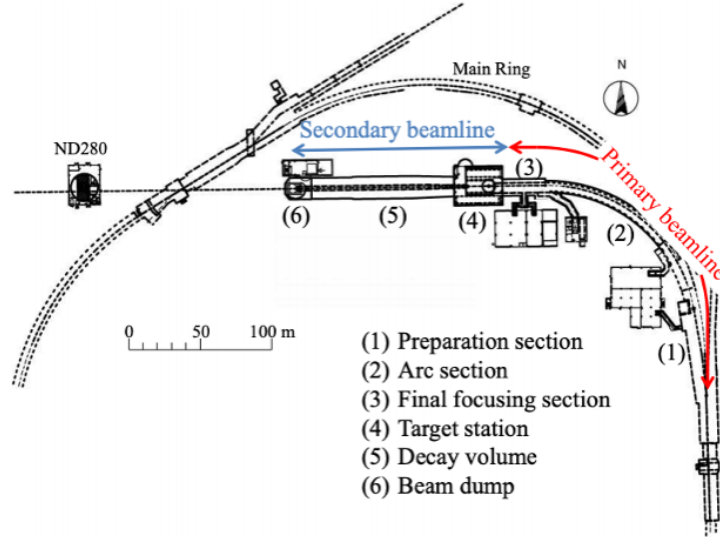 Main Ring
N
ND280
Secondary beamline
Primary beamline
(3)
(6)
(5)
(4)
(2)
(1)
0 50 100 m
(1) Preparation section
(2) Arc section
(3) Final focusing section
(4) Target station
(5) Decay volume
(6) Beam dump